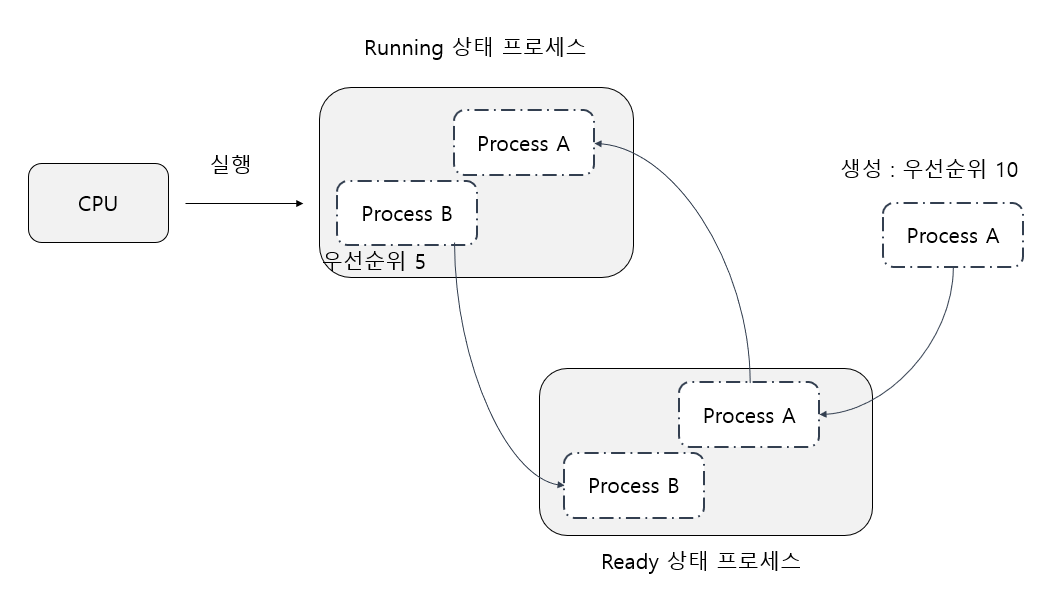 Running 상태 프로세스
Process A
실행
생성 : 우선순위 10
CPU
Process B
Process A
우선순위 5
Process A
Process B
Ready 상태 프로세스